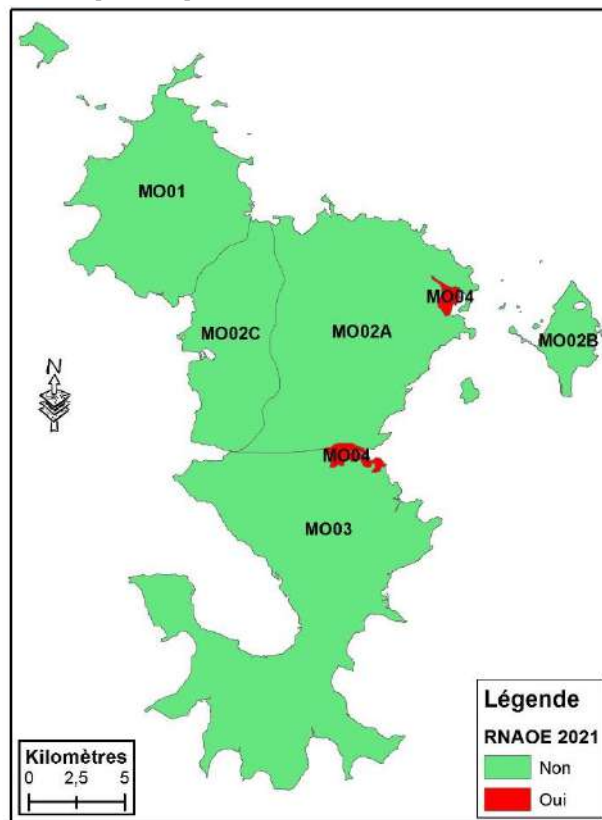 MO01
MO04
MO02C
MO02A
MO02B
N
MO04
MO03
Légende
RNAOE 2021
Non
Oui
Kilomètres
0 2,5 5